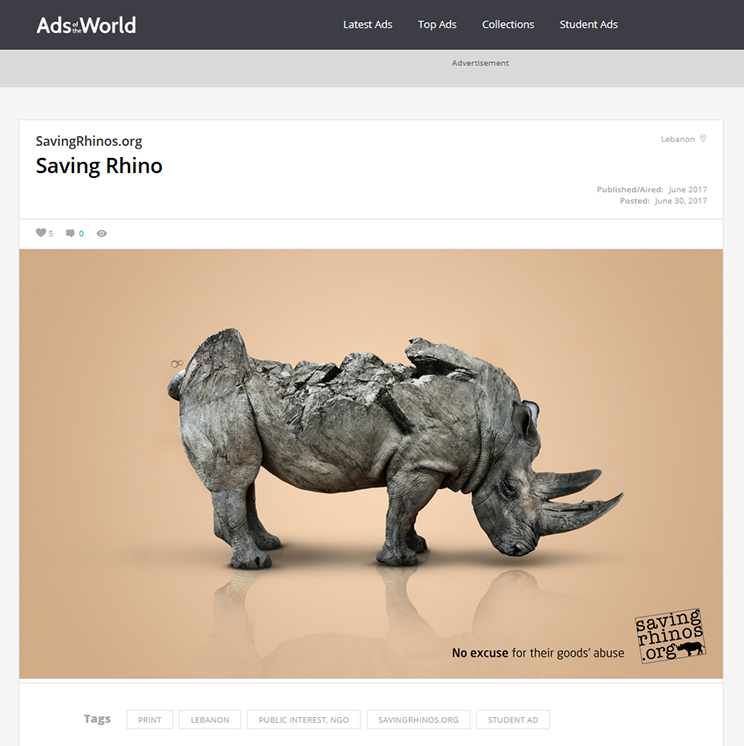 Ads of the World
Latest Ads
Top Ads
Collections
Student Ads
Advertisement
SavingRhinos.org
Lebanon
Saving Rhino
Published/Aired: June 2017
Posted: June 30, 2017
5
0
No excuse for their goods' abuse
saving
rhinos
.org
Tags
PRINT
LEBANON
PUBLIC INTEREST, NGO
SAVINGRHINOS.ORG
STUDENT AD